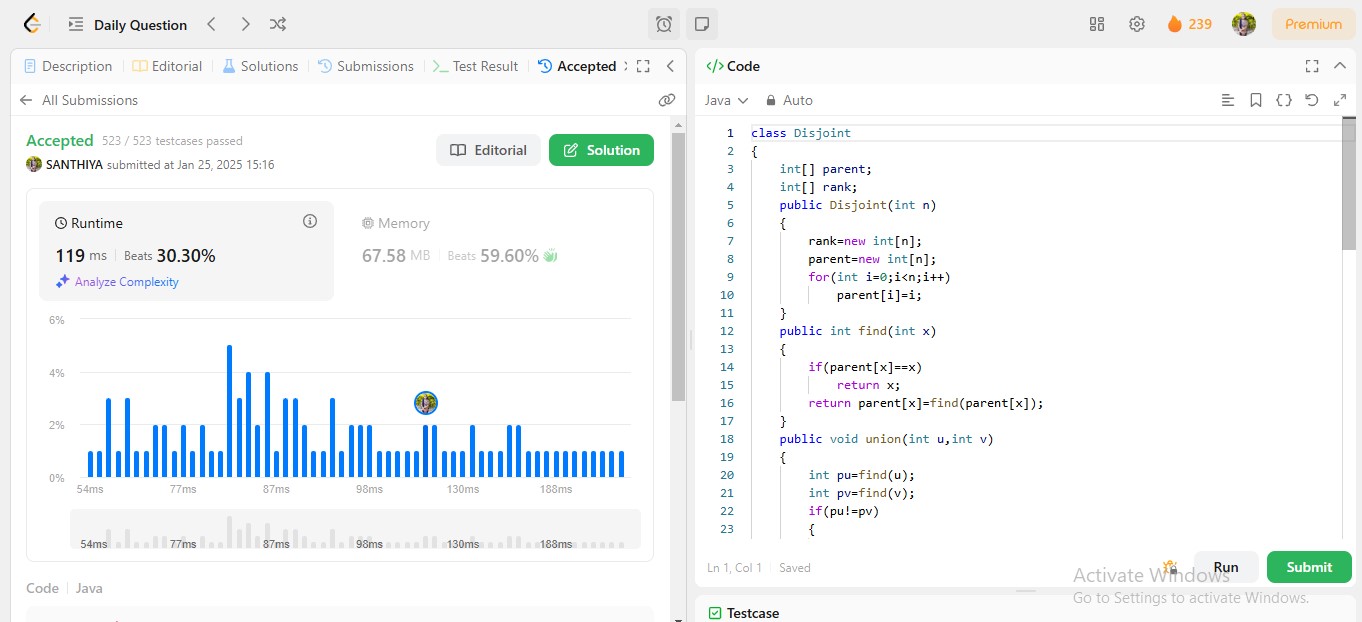 Daily Question
239
Premium
Description
Editorial
Solutions
Submissions
Test Result
Accepted
All Submissions
Accepted 523 / 523 testcases passed
SANTHIYA submitted at Jan 25, 2025 15:16
Editorial
Solution
Runtime
119 ms Beats 30.30%
Analyze Complexity
Memory
67.58 MB Beats 59.60%
6%
4%
2%
0%
54ms 77ms 87ms 98ms 130ms 188ms
54ms 77ms 87ms 98ms 130ms 188ms
Code Java
</> Code
Java Auto
1 class Disjoint
2 {
3 int[] parent;
4 int[] rank;
5 public Disjoint(int n)
6 {
7 rank=new int[n];
8 parent=new int[n];
9 for(int i=0;i<n;i++)
10 parent[i]=i;
11 }
12 public int find(int x)
13 {
14 if(parent[x]==x)
15 return x;
16 return parent[x]=find(parent[x]);
17 }
18 public void union(int u,int v)
19 {
20 int pu=find(u);
21 int pv=find(v);
22 if(pu!=pv)
23 {
Ln 1, Col 1 Saved
Run
Submit
Activate Windows
Go to Settings to activate Windows.
Testcase